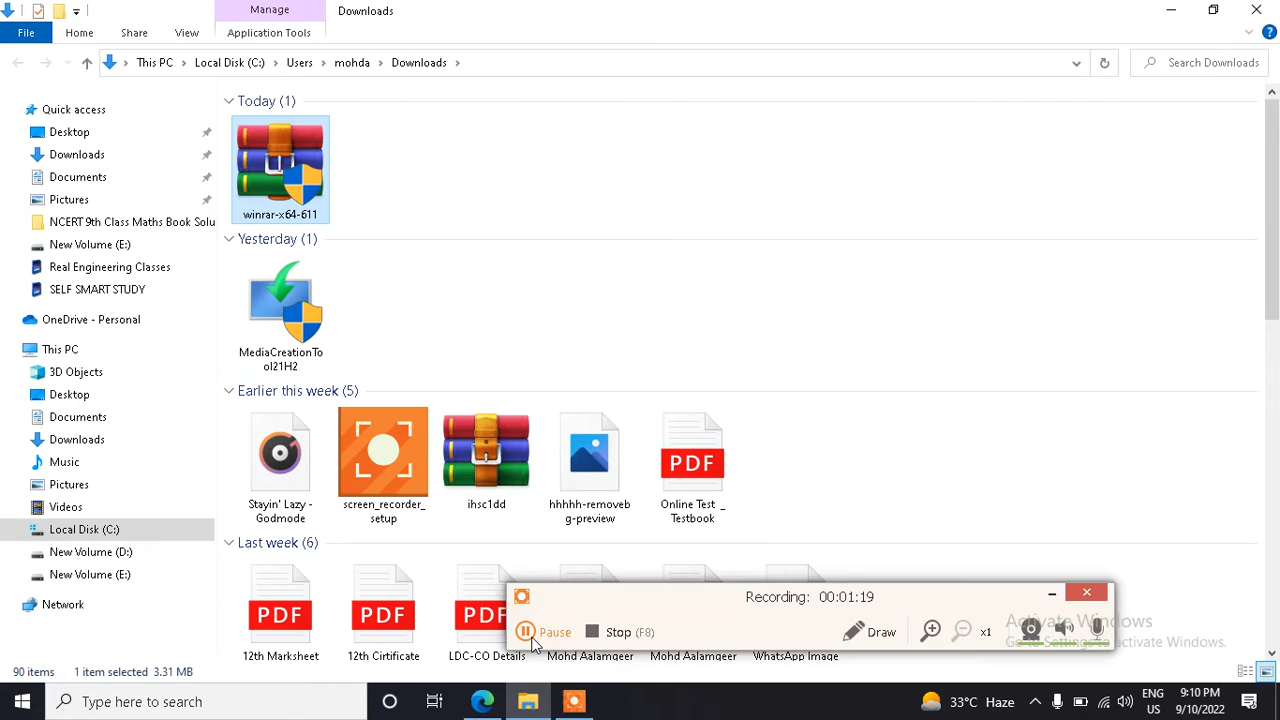 Manage
Downloads
File
Home
Share
View
Application Tools
This PC
Local Disk (C:)
Users
mohda
Downloads
Search Downloads
Quick access
Desktop
Downloads
Documents
Pictures
NCERT 9th Class Maths Book Solu
New Volume (E:)
Real Engineering Classes
SELF SMART STUDY
OneDrive - Personal
This PC
3D Objects
Desktop
Documents
Downloads
Music
Pictures
Videos
Local Disk (C:)
New Volume (D:)
New Volume (E:)
Network
Today (1)
winrar-x64-611
Yesterday (1)
MediaCreationTo
ol21H2
Earlier this week (5)
Stayin' Lazy -
Godmode
screen_recorder_
setup
ihsc1dd
hhhhh-removeb
g-preview
PDF
Online Test _
Testbook
Last week (6)
PDF
12th Marksheet
PDF
12th Certificate
PDF
LDC-CO Details
Mohd Aalamgeer
Mohd Aalamgeer
WhatsApp Image
Recording: 00:01:19
Pause
Stop (F8)
Draw
x1
Activate Windows
Go to Settings to activate Windows.
90 items
1 item selected 3.31 MB
Type here to search
33°C Haze
ENG
US
9:10 PM
9/10/2022